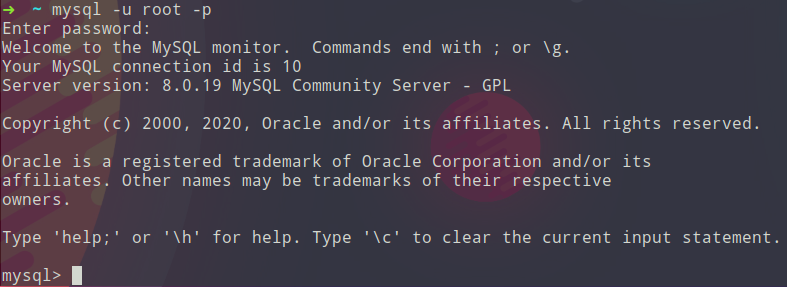 ➜  ~ mysql -u root -p
Enter password:
Welcome to the MySQL monitor.  Commands end with ; or \g.
Your MySQL connection id is 10
Server version: 8.0.19 MySQL Community Server - GPL

Copyright (c) 2000, 2020, Oracle and/or its affiliates. All rights reserved.

Oracle is a registered trademark of Oracle Corporation and/or its
affiliates. Other names may be trademarks of their respective
owners.

Type 'help;' or '\h' for help. Type '\c' to clear the current input statement.

mysql>